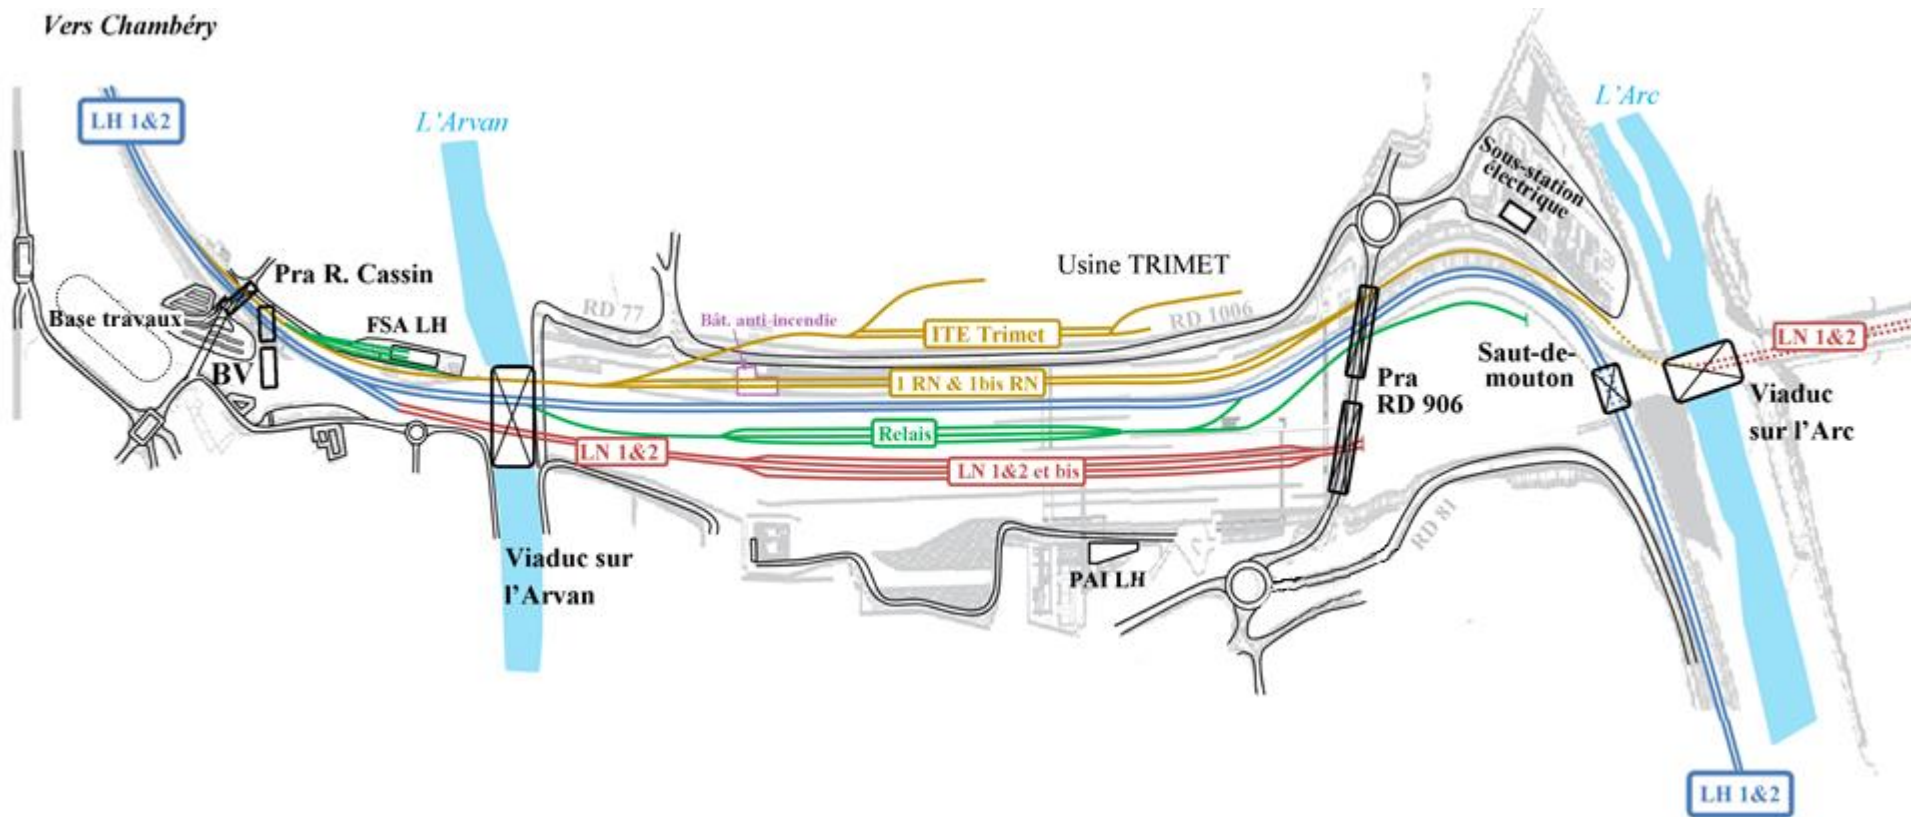 Vers Chambéry
LH 1&2
L'Arvan
L'Arc
Sous-station
électrique
Pra R. Cassin
Usine TRIMET
Base travaux
FSA LH
RD 77
Bât. anti-incendie
ITE Trimet
RD 1006
LN 1&2
BV
1 RN & 1bis RN
Saut-de-
mouton
Pra
RD 906
Viaduc
sur l'Arc
Relais
LN 1&2
LN 1&2 et bis
RD 81
Viaduc sur
l'Arvan
PAI LH
LH 1&2